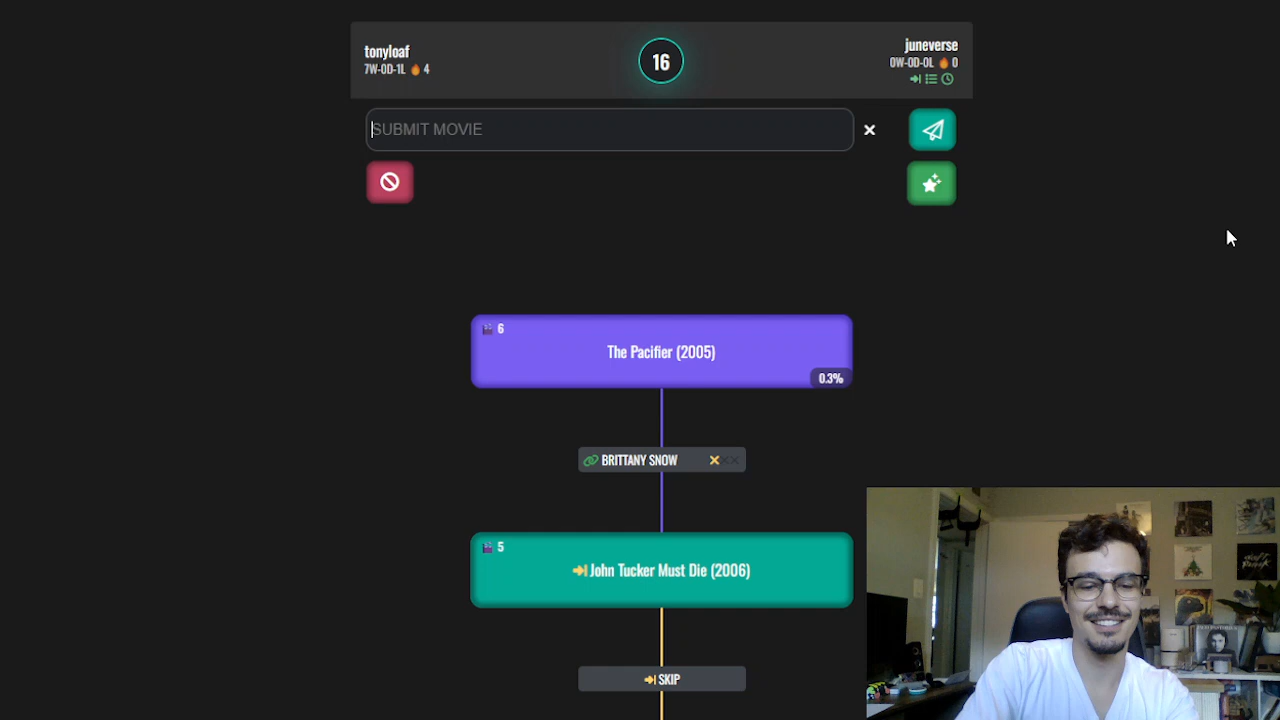 tonyloaf
7W-0D-1L 🔥 4
16
juneverse
0W-0D-0L 🔥 0
SUBMIT MOVIE
6
The Pacifier (2005)
0.3%
BRITTANY SNOW
5
John Tucker Must Die (2006)
SKIP